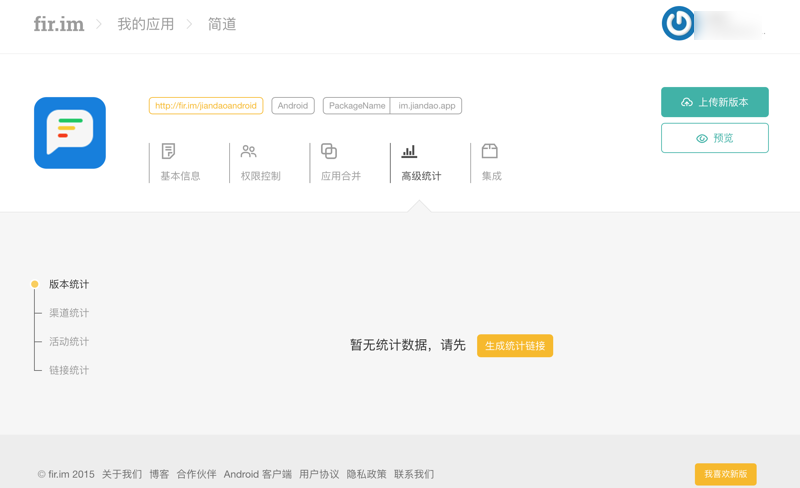 fir.im 我的应用 简道
http://fir.im/jiandaoandroid Android PackageName im.jiandao.app
上传新版本
预览
基本信息 权限控制 应用合并 高级统计 集成
版本统计
渠道统计
活动统计
链接统计
暂无统计数据，请先 生成统计链接
© fir.im 2015 关于我们 博客 合作伙伴 Android 客户端 用户协议 隐私政策 联系我们
我喜欢新版